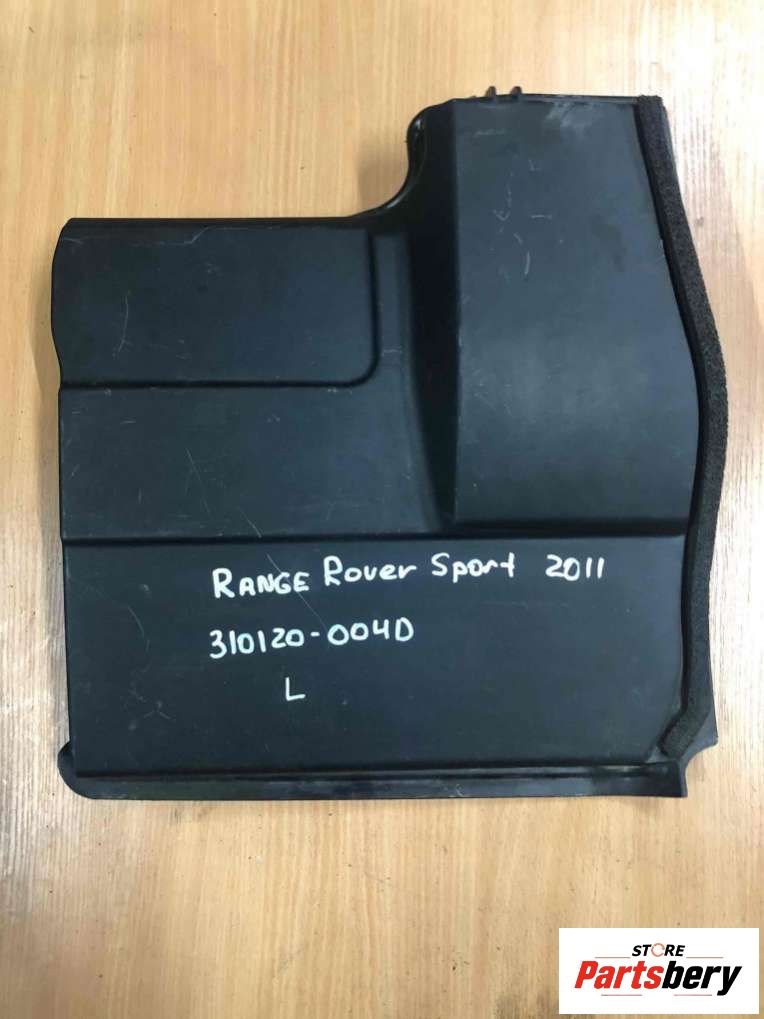 RANGE Rover Sport 2011
310120-004D
L
STORE
Partsbery